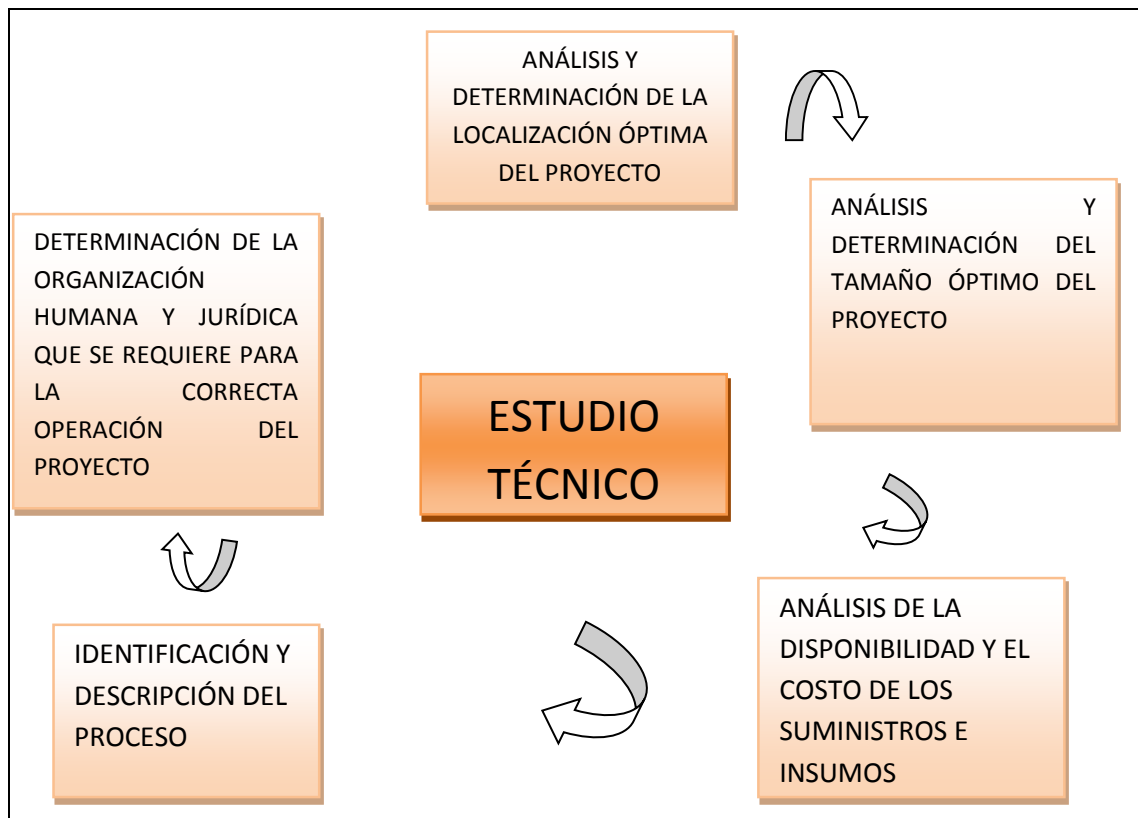 ANÁLISIS Y
DETERMINACIÓN DE LA
LOCALIZACIÓN ÓPTIMA
DEL PROYECTO
ANÁLISIS Y
DETERMINACIÓN DEL
TAMAÑO ÓPTIMO DEL
PROYECTO
ANÁLISIS DE LA
DISPONIBILIDAD Y EL
COSTO DE LOS
SUMINISTROS E
INSUMOS
IDENTIFICACIÓN Y
DESCRIPCIÓN DEL
PROCESO
DETERMINACIÓN DE LA
ORGANIZACIÓN
HUMANA Y JURÍDICA
QUE SE REQUIERE PARA
LA CORRECTA
OPERACIÓN DEL
PROYECTO
ESTUDIO
TÉCNICO